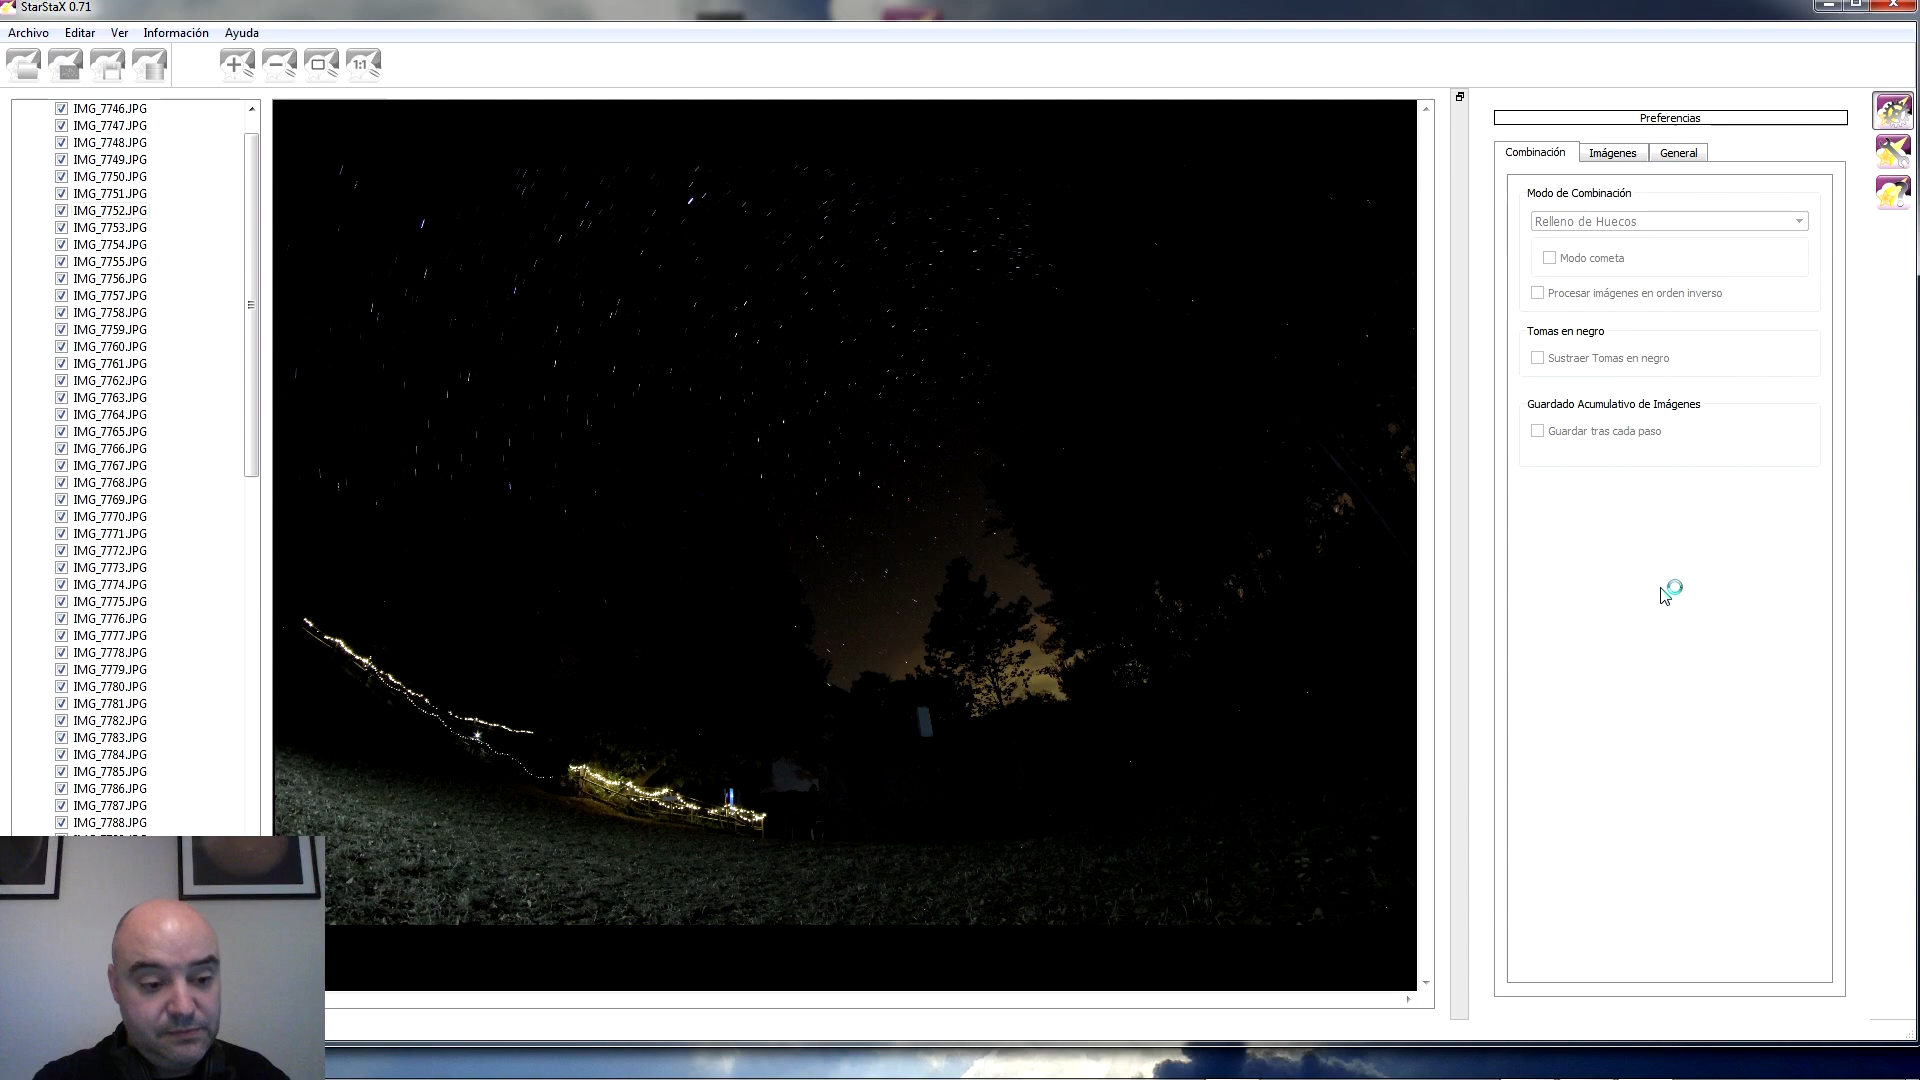 StarStaX 0.71
Archivo Editar Ver Información Ayuda
1:1
IMG_7746.JPG
IMG_7747.JPG
IMG_7748.JPG
IMG_7749.JPG
IMG_7750.JPG
IMG_7751.JPG
IMG_7752.JPG
IMG_7753.JPG
IMG_7754.JPG
IMG_7755.JPG
IMG_7756.JPG
IMG_7757.JPG
IMG_7758.JPG
IMG_7759.JPG
IMG_7760.JPG
IMG_7761.JPG
IMG_7762.JPG
IMG_7763.JPG
IMG_7764.JPG
IMG_7765.JPG
IMG_7766.JPG
IMG_7767.JPG
IMG_7768.JPG
IMG_7769.JPG
IMG_7770.JPG
IMG_7771.JPG
IMG_7772.JPG
IMG_7773.JPG
IMG_7774.JPG
IMG_7775.JPG
IMG_7776.JPG
IMG_7777.JPG
IMG_7778.JPG
IMG_7779.JPG
IMG_7780.JPG
IMG_7781.JPG
IMG_7782.JPG
IMG_7783.JPG
IMG_7784.JPG
IMG_7785.JPG
IMG_7786.JPG
IMG_7787.JPG
IMG_7788.JPG
Preferencias
Combinación Imágenes General
Modo de Combinación
Relleno de Huecos
Modo cometa
Procesar imágenes en orden inverso
Tomas en negro
Sustraer Tomas en negro
Guardado Acumulativo de Imágenes
Guardar tras cada paso